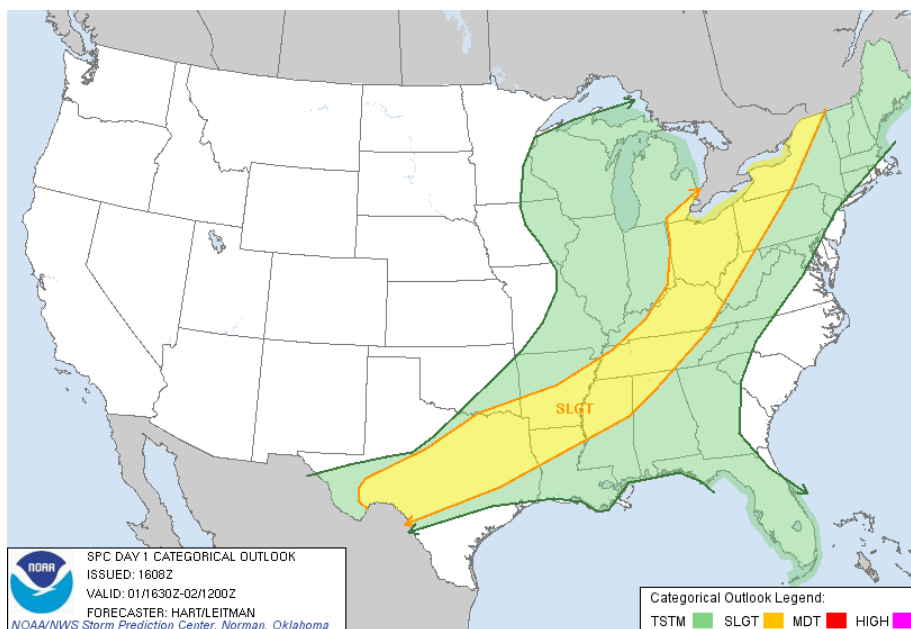 SLGT
NOAA
SPC DAY 1 CATEGORICAL OUTLOOK
ISSUED: 1608Z
VALID: 01/1630Z-02/1200Z
FORECASTER: HART/LEITMAN
NOAA/NWS Storm Prediction Center, Norman, Oklahoma
Categorical Outlook Legend:
TSTM SLGT MDT HIGH